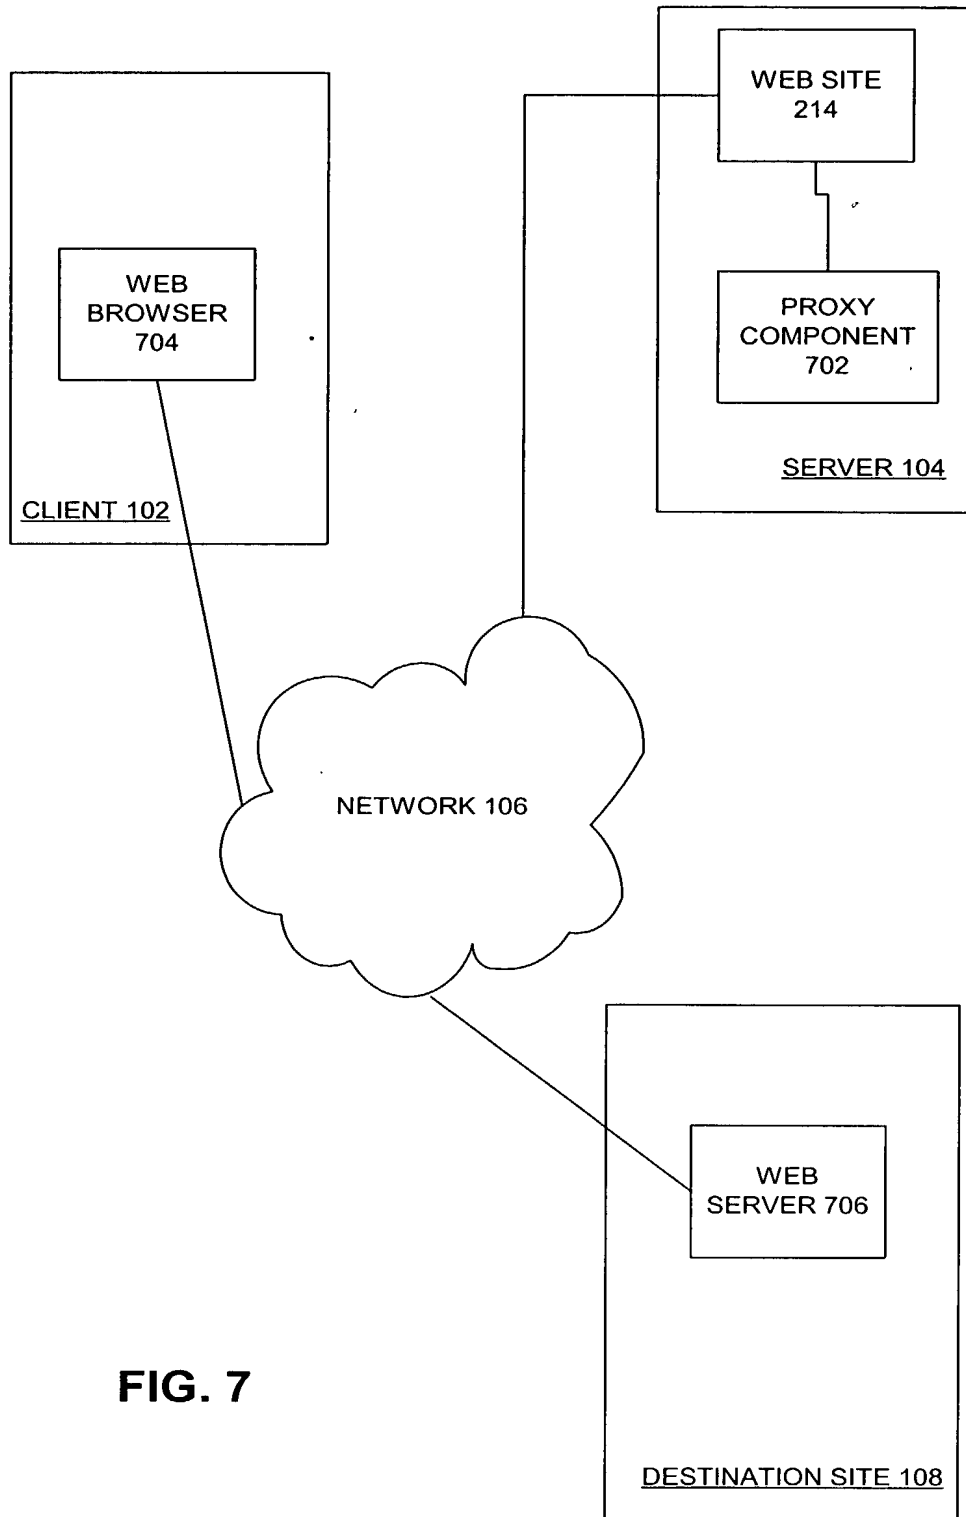 WEB SITE
214
WEB
BROWSER
704
PROXY
COMPONENT
702
SERVER 104
CLIENT 102
NETWORK 106
WEB
SERVER 706
FIG. 7
DESTINATION SITE 108